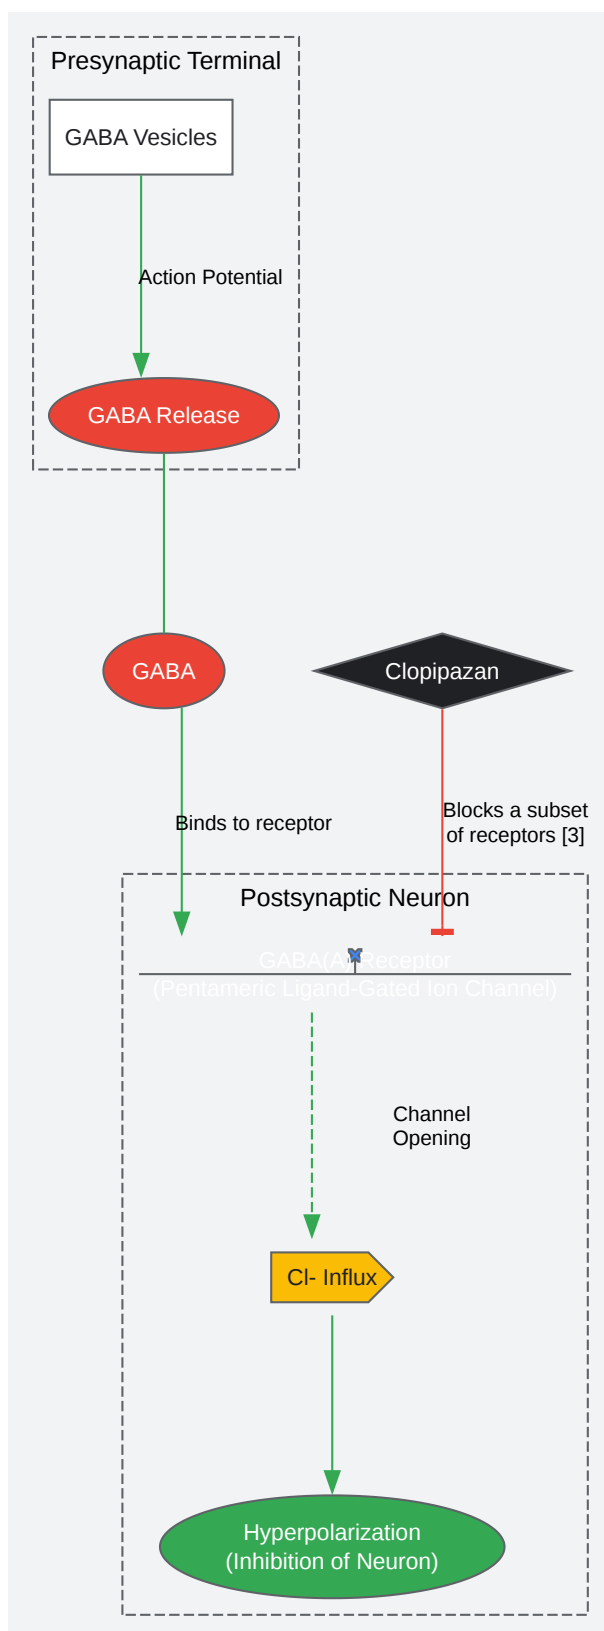 Presynaptic Terminal
GABA Vesicles
Action Potential
GABA Release
GABA
Clopipazan
Binds to receptor
Blocks a subset
of receptors [3]
Postsynaptic Neuron
GABA(A) Receptor
(Pentameric Ligand-Gated Ion Channel)
Channel
Opening
Cl- Influx
Hyperpolarization
(Inhibition of Neuron)